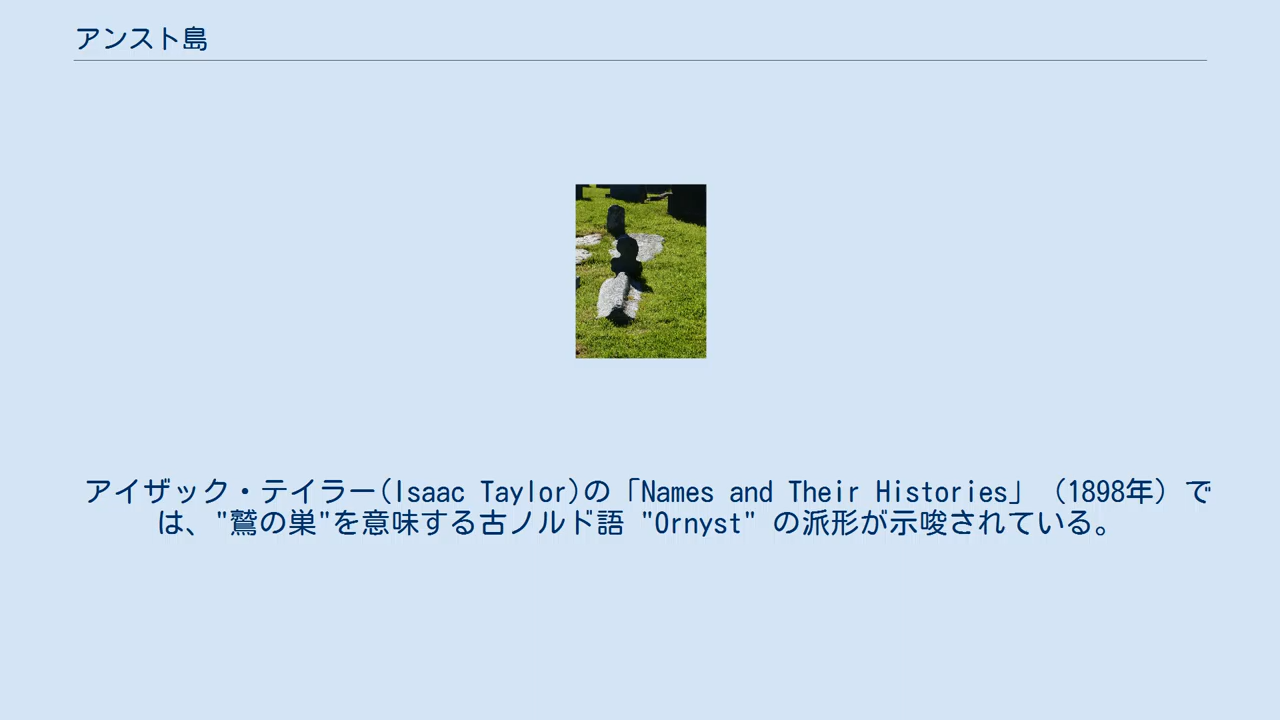 アンスト島
アイザック・テイラー(Isaac Taylor)の「Names and Their Histories」（1898年）で
は、"鷲の巣"を意味する古ノルド語 "Ornyst" の派形が示唆されている。